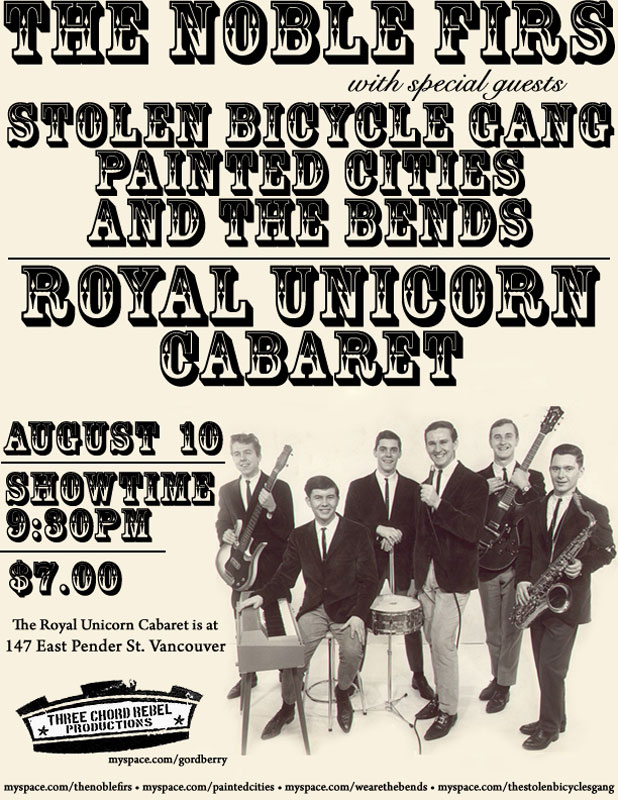 THE NOBLE FIRS
with special guests
STOLEN BICYCLE GANG
PAINTED CITIES
AND THE BENDS
ROYAL UNICORN
CABARET
AUGUST 10
SHOWTIME
9:30PM
$7.00
The Royal Unicorn Cabaret is at
147 East Pender St. Vancouver
THREE CHORD REBEL
PRODUCTIONS
myspace.com/gordberry
myspace.com/thenoblefirs • myspace.com/paintedcities • myspace.com/wearethebends • myspace.com/thestolenbicyclesgang